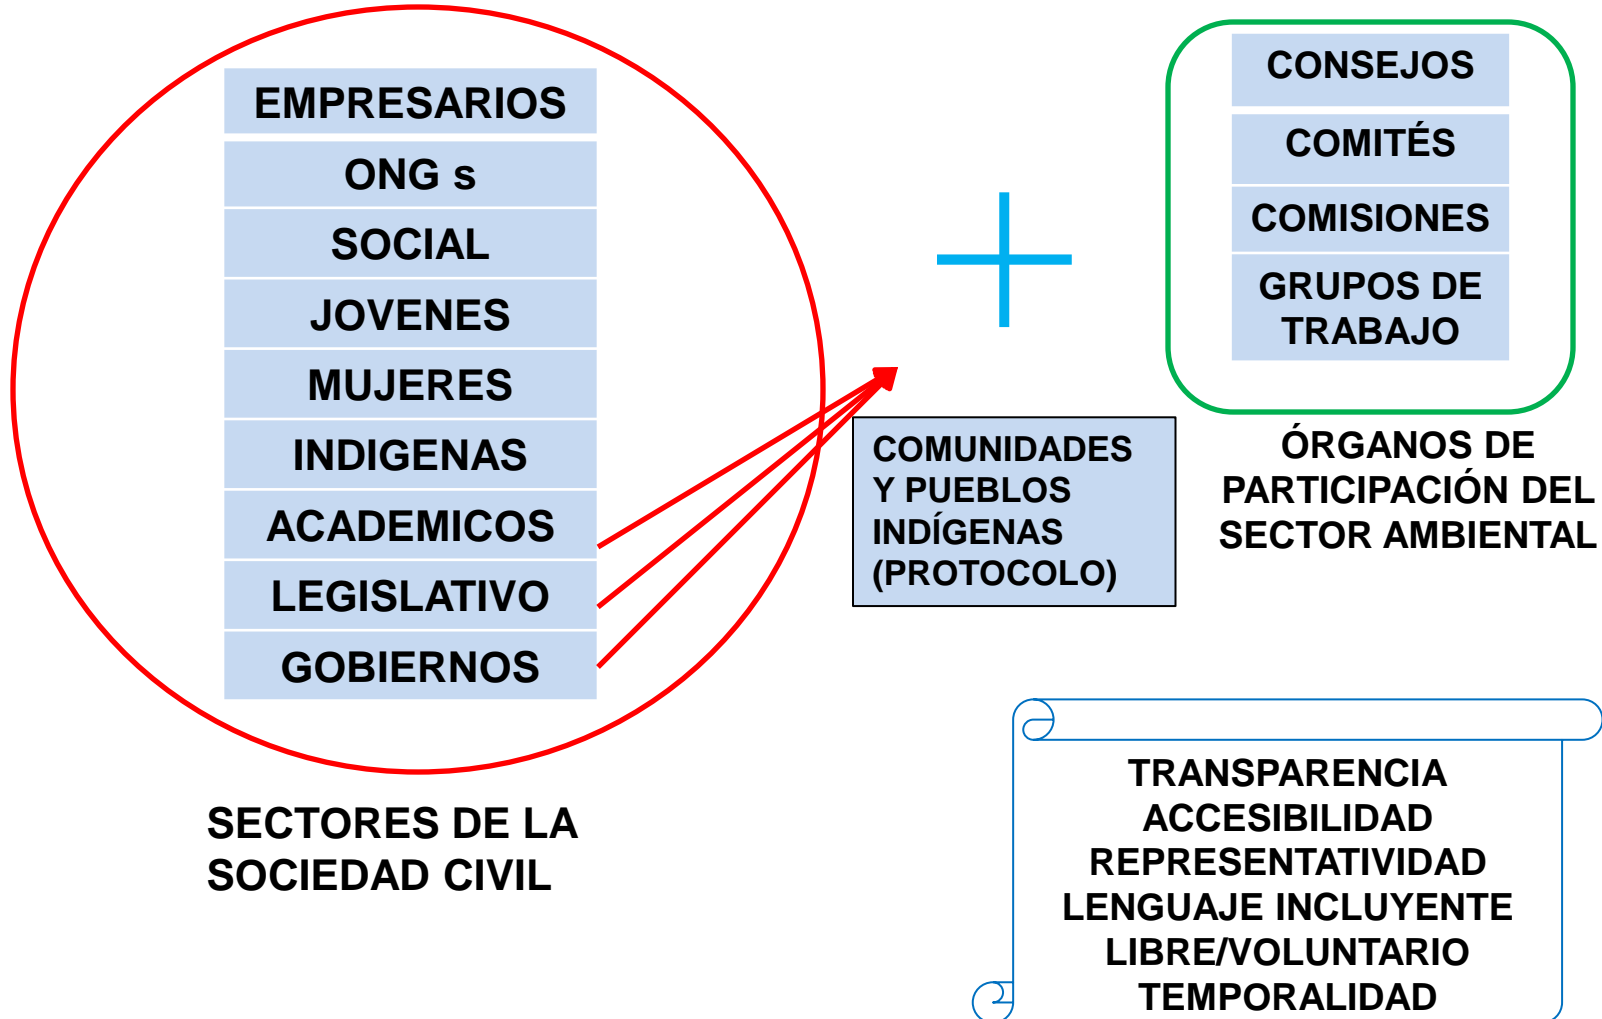 EMPRESARIOS
ONG s
SOCIAL
JOVENES
MUJERES
INDIGENAS
ACADEMICOS
LEGISLATIVO
GOBIERNOS
SECTORES DE LA
SOCIEDAD CIVIL
COMUNIDADES
Y PUEBLOS
INDÍGENAS
(PROTOCOLO)
CONSEJOS
COMITÉS
COMISIONES
GRUPOS DE
TRABAJO
ÓRGANOS DE
PARTICIPACIÓN DEL
SECTOR AMBIENTAL
TRANSPARENCIA
ACCESIBILIDAD
REPRESENTATIVIDAD
LENGUAJE INCLUYENTE
LIBRE/VOLUNTARIO
TEMPORALIDAD